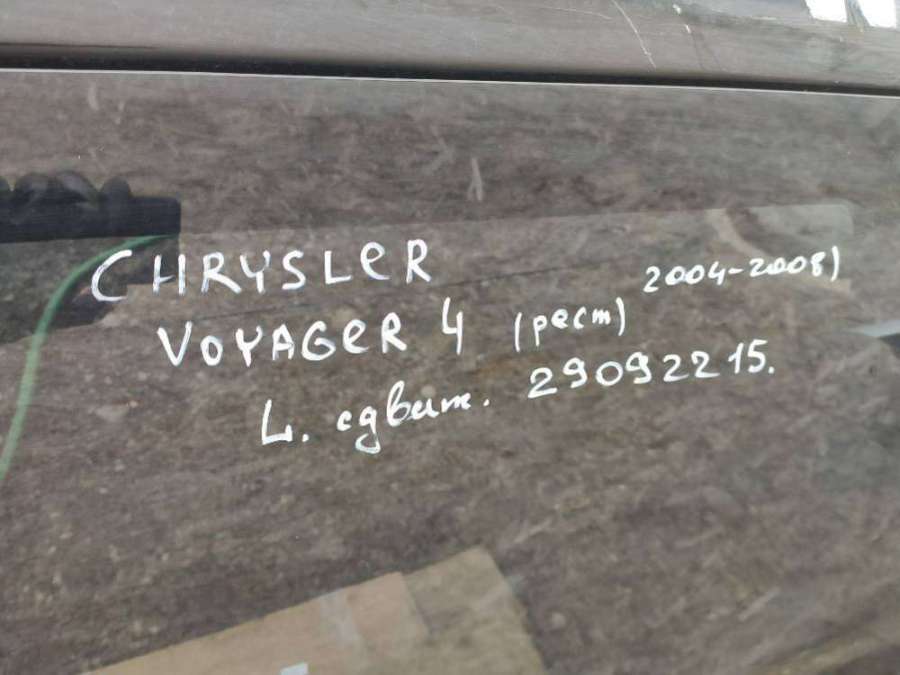 CHRYSLER
VOYAGER 4 (рест) 2004-2008)
L. сдвиж. 29092215.